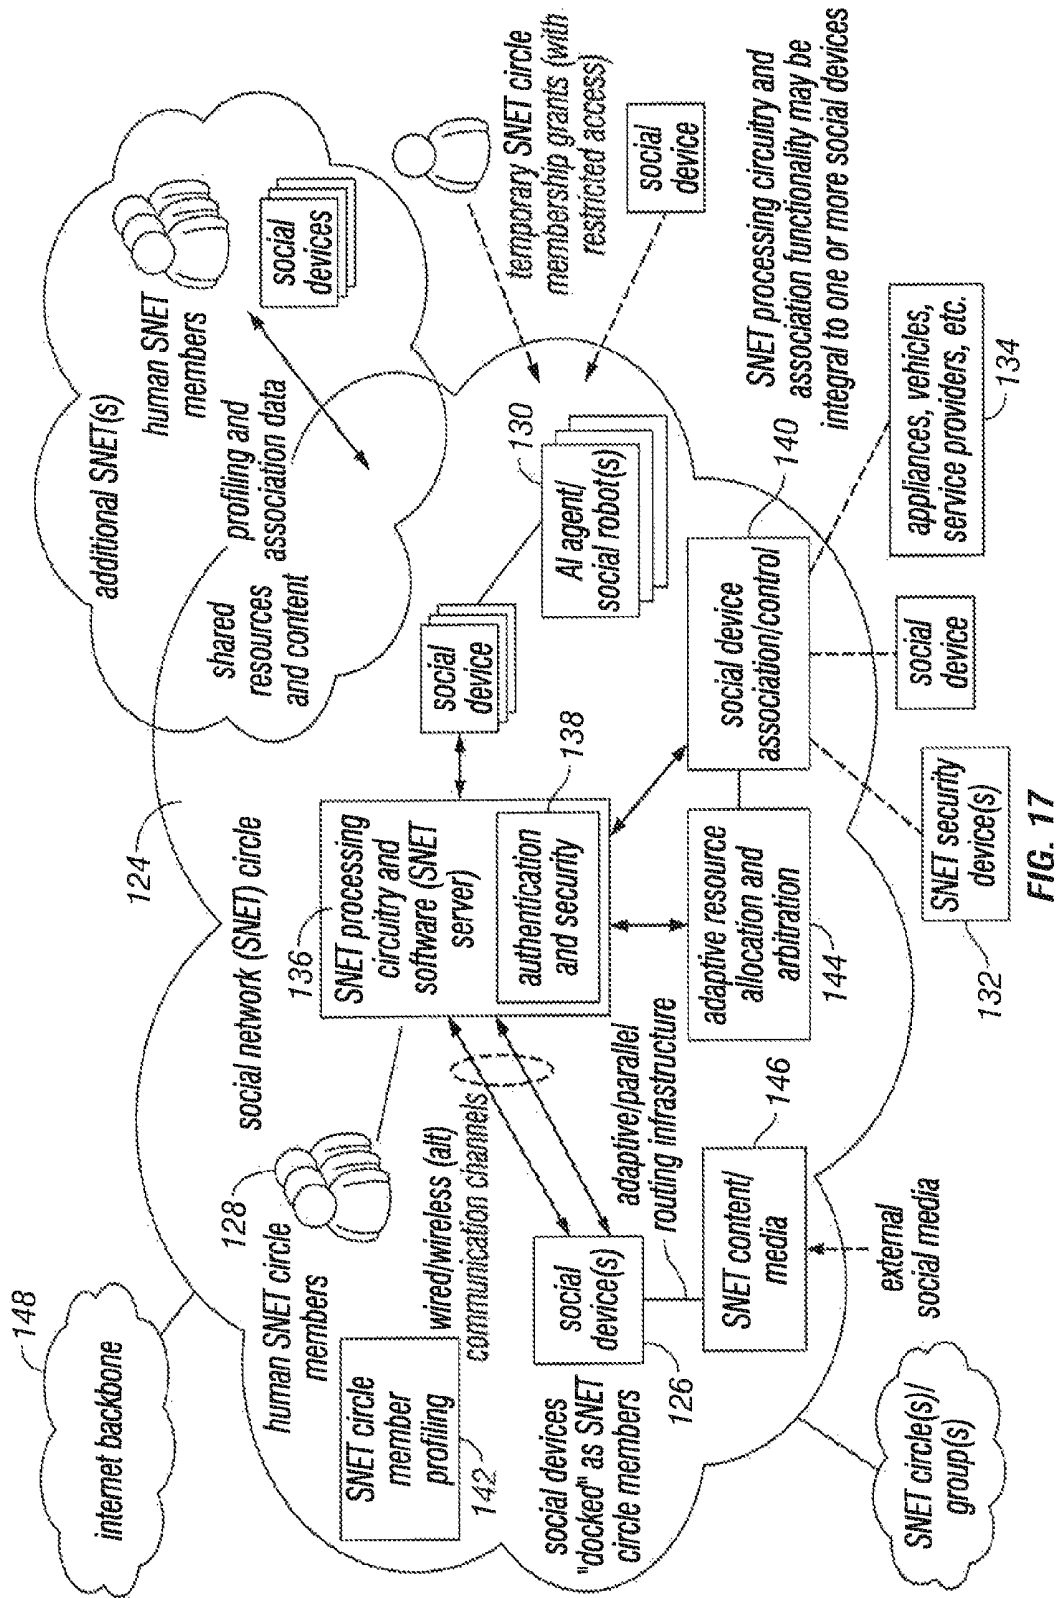 148
internet backbone
additional SNET(s)
human SNET
members
social
devices
profiling and
association data
shared
resources
and content
124
social network (SNET) circle
128
human SNET circle
members
SNET circle
member
profiling
142
wired/wireless (alt)
communication channels
136
SNET processing
circuitry and
software (SNET
server)
authentication
and security
138
social
device
AI agent/
social robot(s)
130
temporary SNET circle
membership grants (with
restricted access)
social
device
social devices
"docked" as SNET
circle members
social
device(s)
126
adaptive/parallel
routing infrastructure
SNET content/
media
146
external
social media
adaptive resource
allocation and
arbitration
144
social device
association/control
140
SNET processing circuitry and
association functionality may be
integral to one or more social devices
appliances, vehicles,
service providers, etc.
134
social
device
SNET security
device(s)
132
SNET circle(s)/
group(s)
FIG. 17